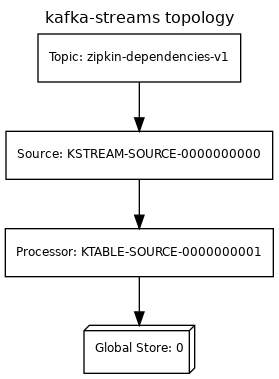 kafka-streams topology
Topic: zipkin-dependencies-v1
Source: KSTREAM-SOURCE-0000000000
Processor: KTABLE-SOURCE-0000000001
Global Store: 0